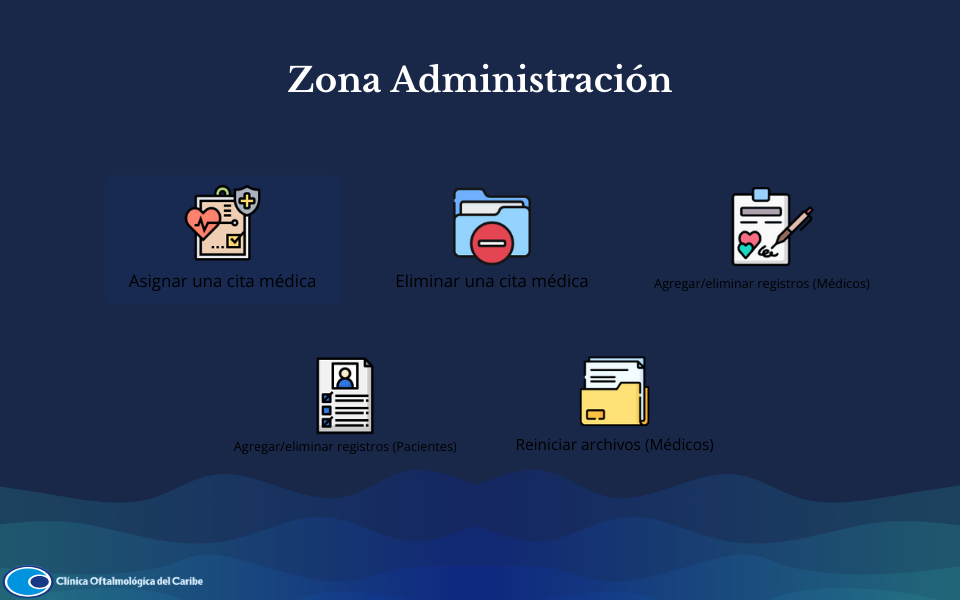 Zona Administración
Asignar una cita médica
Eliminar una cita médica
Agregar/eliminar registros (Médicos)
Agregar/eliminar registros (Pacientes)
Reiniciar archivos (Médicos)
Clínica Oftalmológica del Caribe